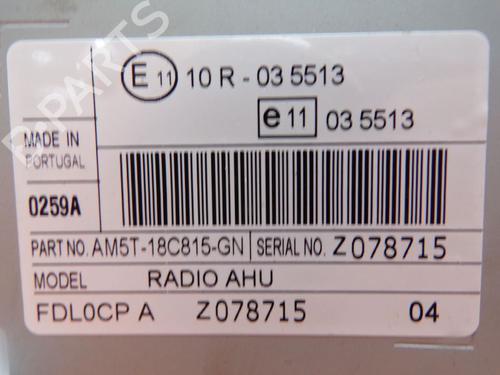 E 11 10 R - 03 5513
e 11 03 5513
MADE IN
PORTUGAL
0259A
PART NO. AM5T-18C815-GN SERIAL NO. Z078715
MODEL RADIO AHU
FDL0CP A Z078715 04